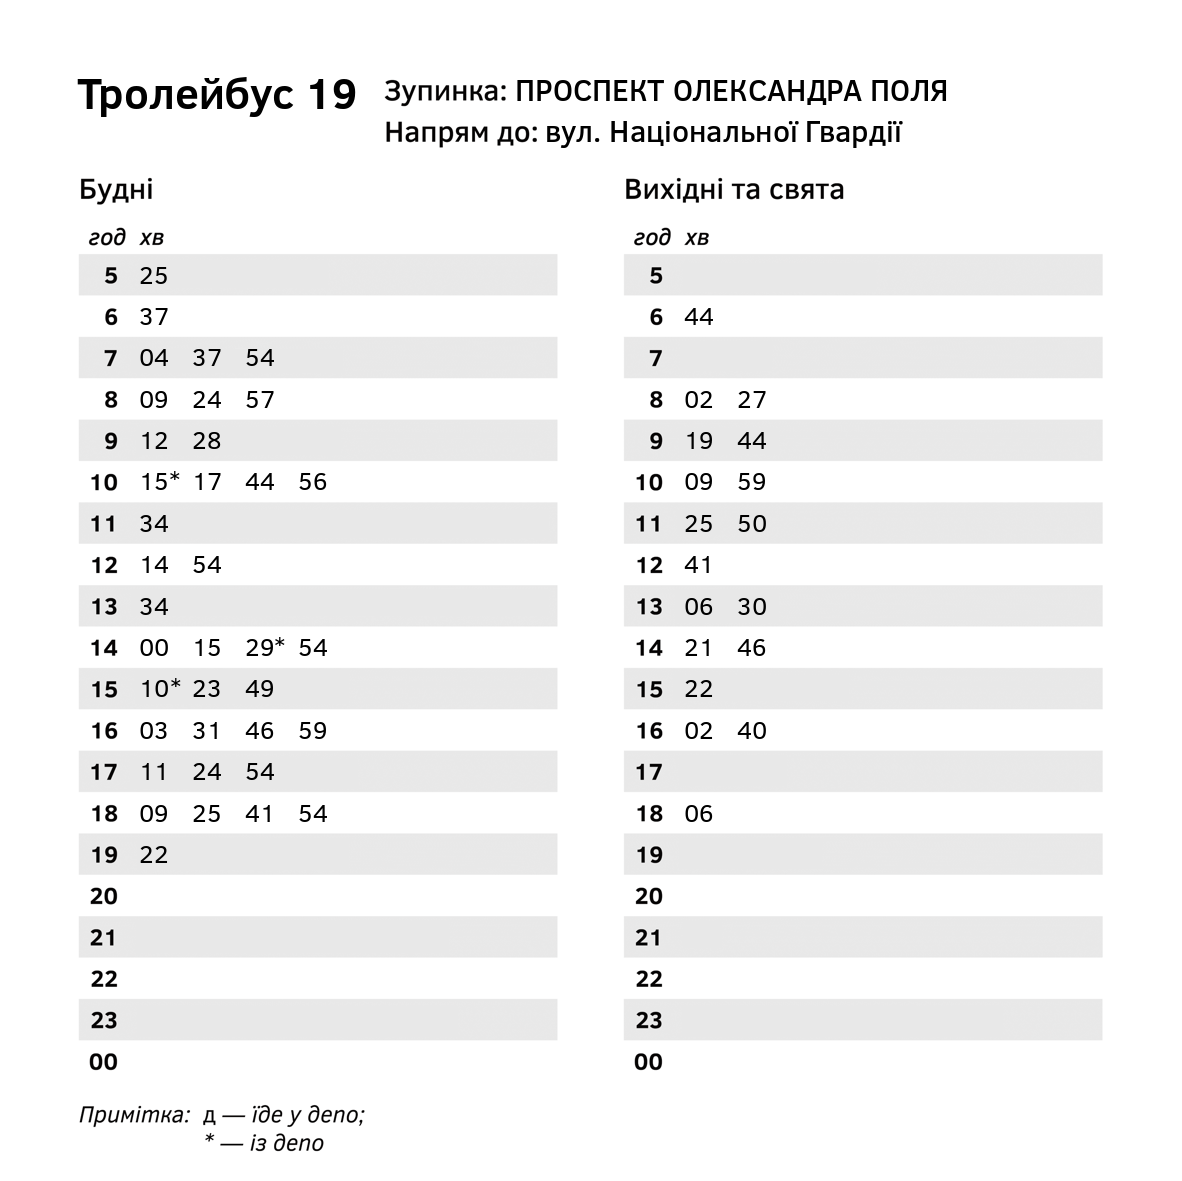 Тролейбус 19
Зупинка: ПРОСПЕКТ ОЛЕКСАНДРА ПОЛЯ
Напрям до: вул. Національної Гвардії
Будні
год хв
5 25
6 37
7 04 37 54
8 09 24 57
9 12 28
10 15* 17 44 56
11 34
12 14 54
13 34
14 00 15 29* 54
15 10* 23 49
16 03 31 46 59
17 11 24 54
18 09 25 41 54
19 22
20
21
22
23
00
Вихідні та свята
год хв
5
6 44
7
8 02 27
9 19 44
10 09 59
11 25 50
12 41
13 06 30
14 21 46
15 22
16 02 40
17
18 06
19
20
21
22
23
00
Примітка: д — їде у депо;
* — із депо